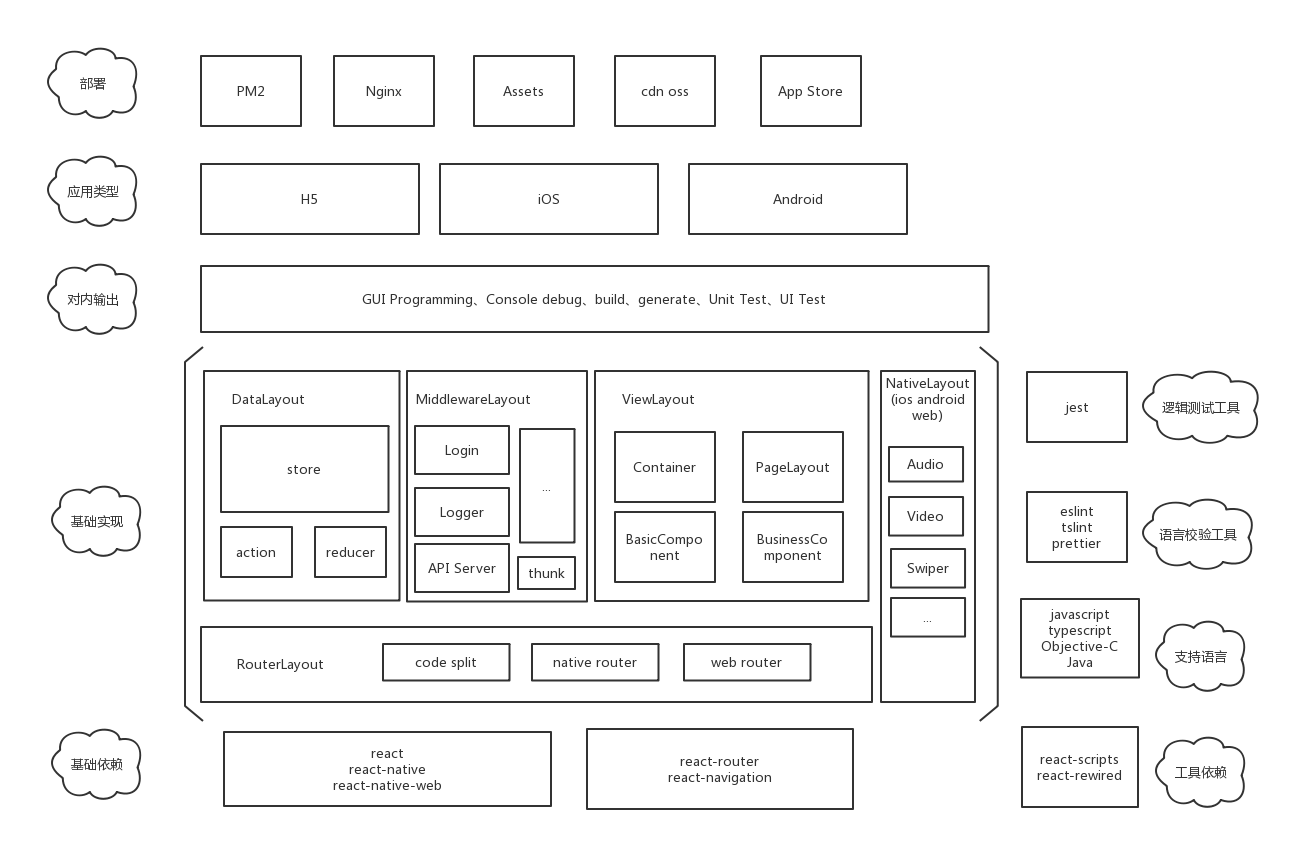 部署
PM2
Nginx
Assets
cdn oss
App Store
应用类型
H5
iOS
Android
对内输出
GUI Programming、Console debug、build、generate、Unit Test、UI Test
基础实现
DataLayout
store
action
reducer
MiddlewareLayout
Login
Logger
API Server
...
thunk
ViewLayout
Container
PageLayout
BasicCompo
nent
BusinessCo
mponent
NativeLayout
(ios android
web)
Audio
Video
Swiper
...
RouterLayout
code split
native router
web router
jest
逻辑测试工具
eslint
tslint
prettier
语言校验工具
javascript
typescript
Objective-C
Java
支持语言
基础依赖
react
react-native
react-native-web
react-router
react-navigation
react-scripts
react-rewired
工具依赖